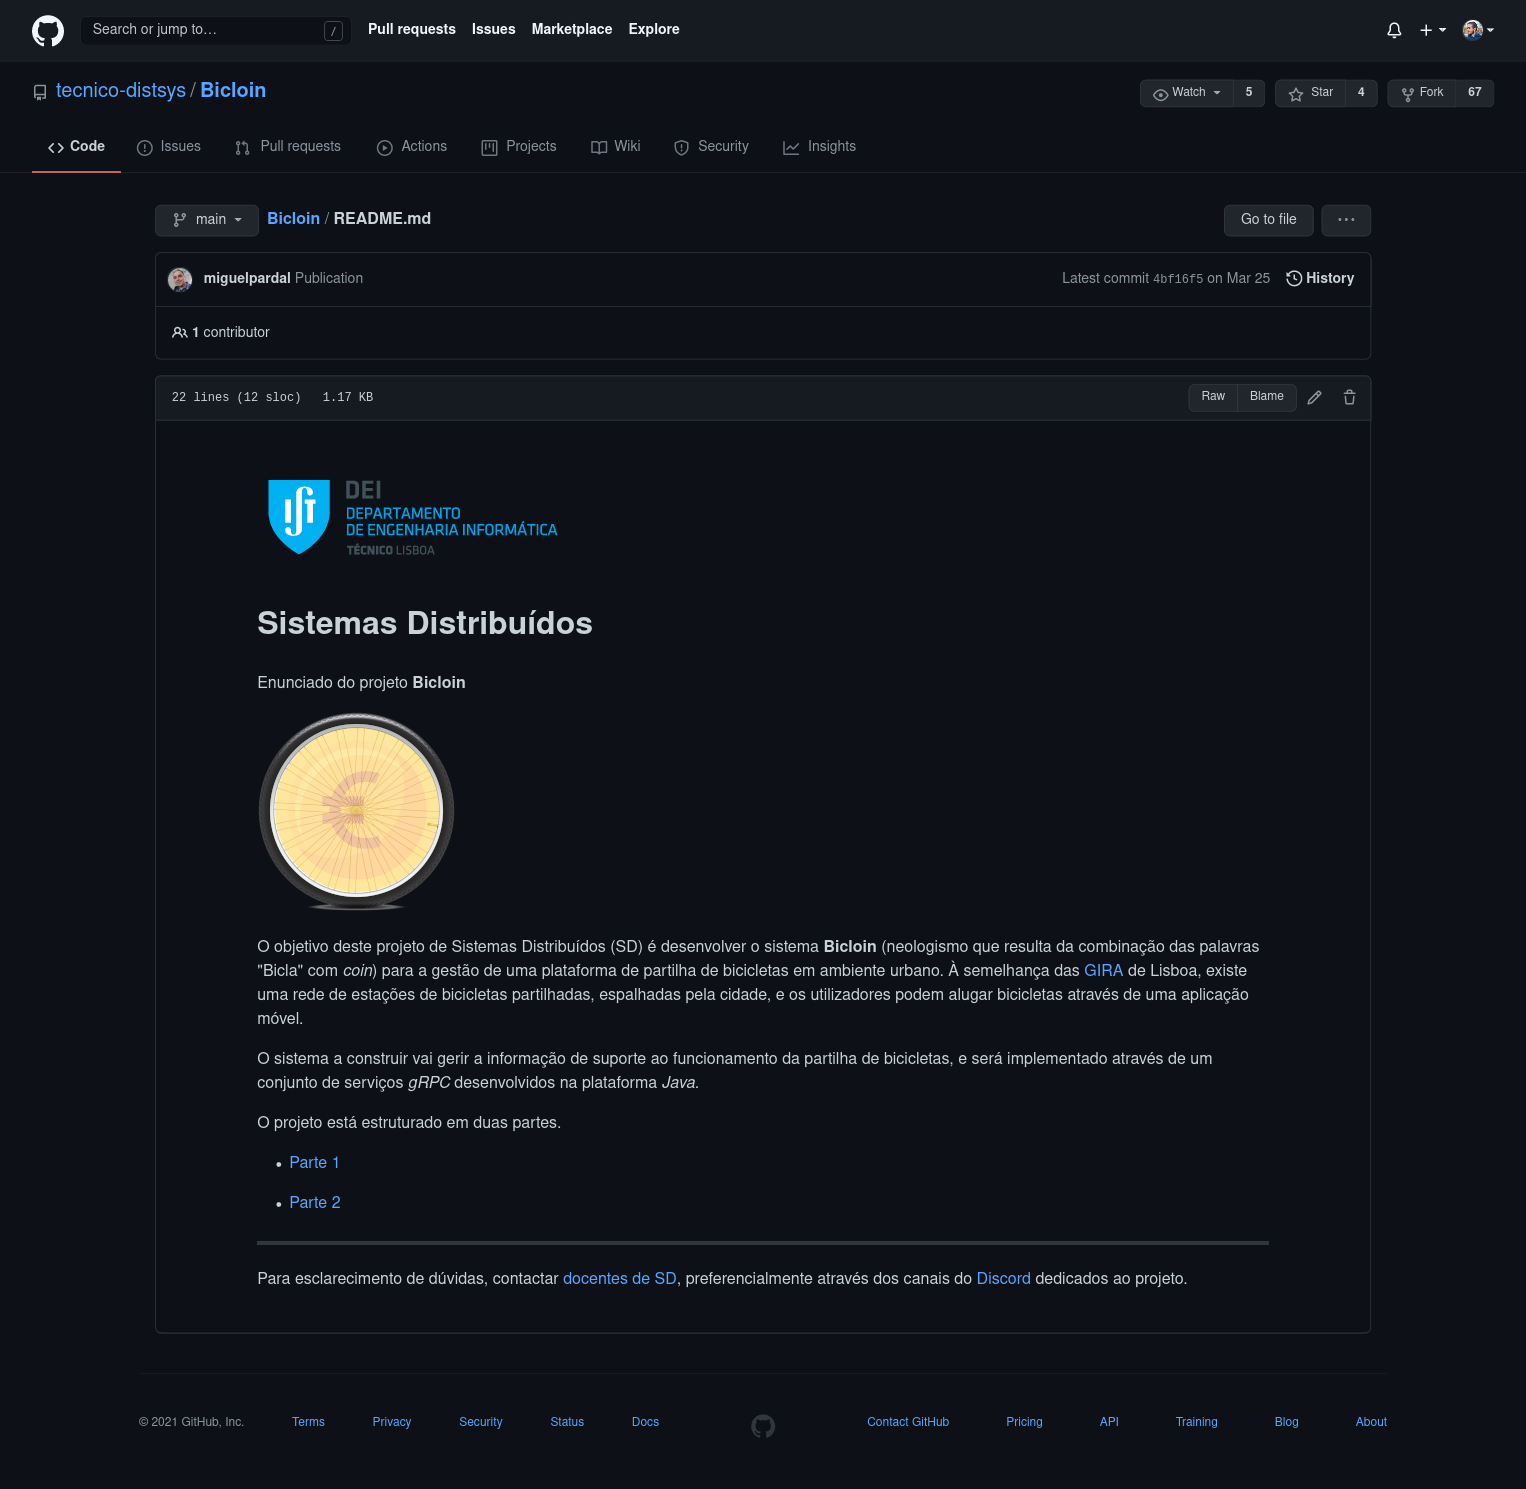 Search or jump to… /
Pull requests Issues Marketplace Explore
tecnico-distsys / Bicloin
Watch 5 Star 4 Fork 67
Code Issues Pull requests Actions Projects Wiki Security Insights
main Bicloin / README.md Go to file
miguelpardal Publication Latest commit 4bf16f5 on Mar 25 History
1 contributor
22 lines (12 sloc) 1.17 KB Raw Blame
DEI
DEPARTAMENTO
DE ENGENHARIA INFORMÁTICA
TÉCNICO LISBOA
Sistemas Distribuídos
Enunciado do projeto Bicloin
€
O objetivo deste projeto de Sistemas Distribuídos (SD) é desenvolver o sistema Bicloin (neologismo que resulta da combinação das palavras
"Bicla" com coin) para a gestão de uma plataforma de partilha de bicicletas em ambiente urbano. À semelhança das GIRA de Lisboa, existe
uma rede de estações de bicicletas partilhadas, espalhadas pela cidade, e os utilizadores podem alugar bicicletas através de uma aplicação
móvel.
O sistema a construir vai gerir a informação de suporte ao funcionamento da partilha de bicicletas, e será implementado através de um
conjunto de serviços gRPC desenvolvidos na plataforma Java.
O projeto está estruturado em duas partes.
• Parte 1
• Parte 2
Para esclarecimento de dúvidas, contactar docentes de SD, preferencialmente através dos canais do Discord dedicados ao projeto.
© 2021 GitHub, Inc. Terms Privacy Security Status Docs Contact GitHub Pricing API Training Blog About